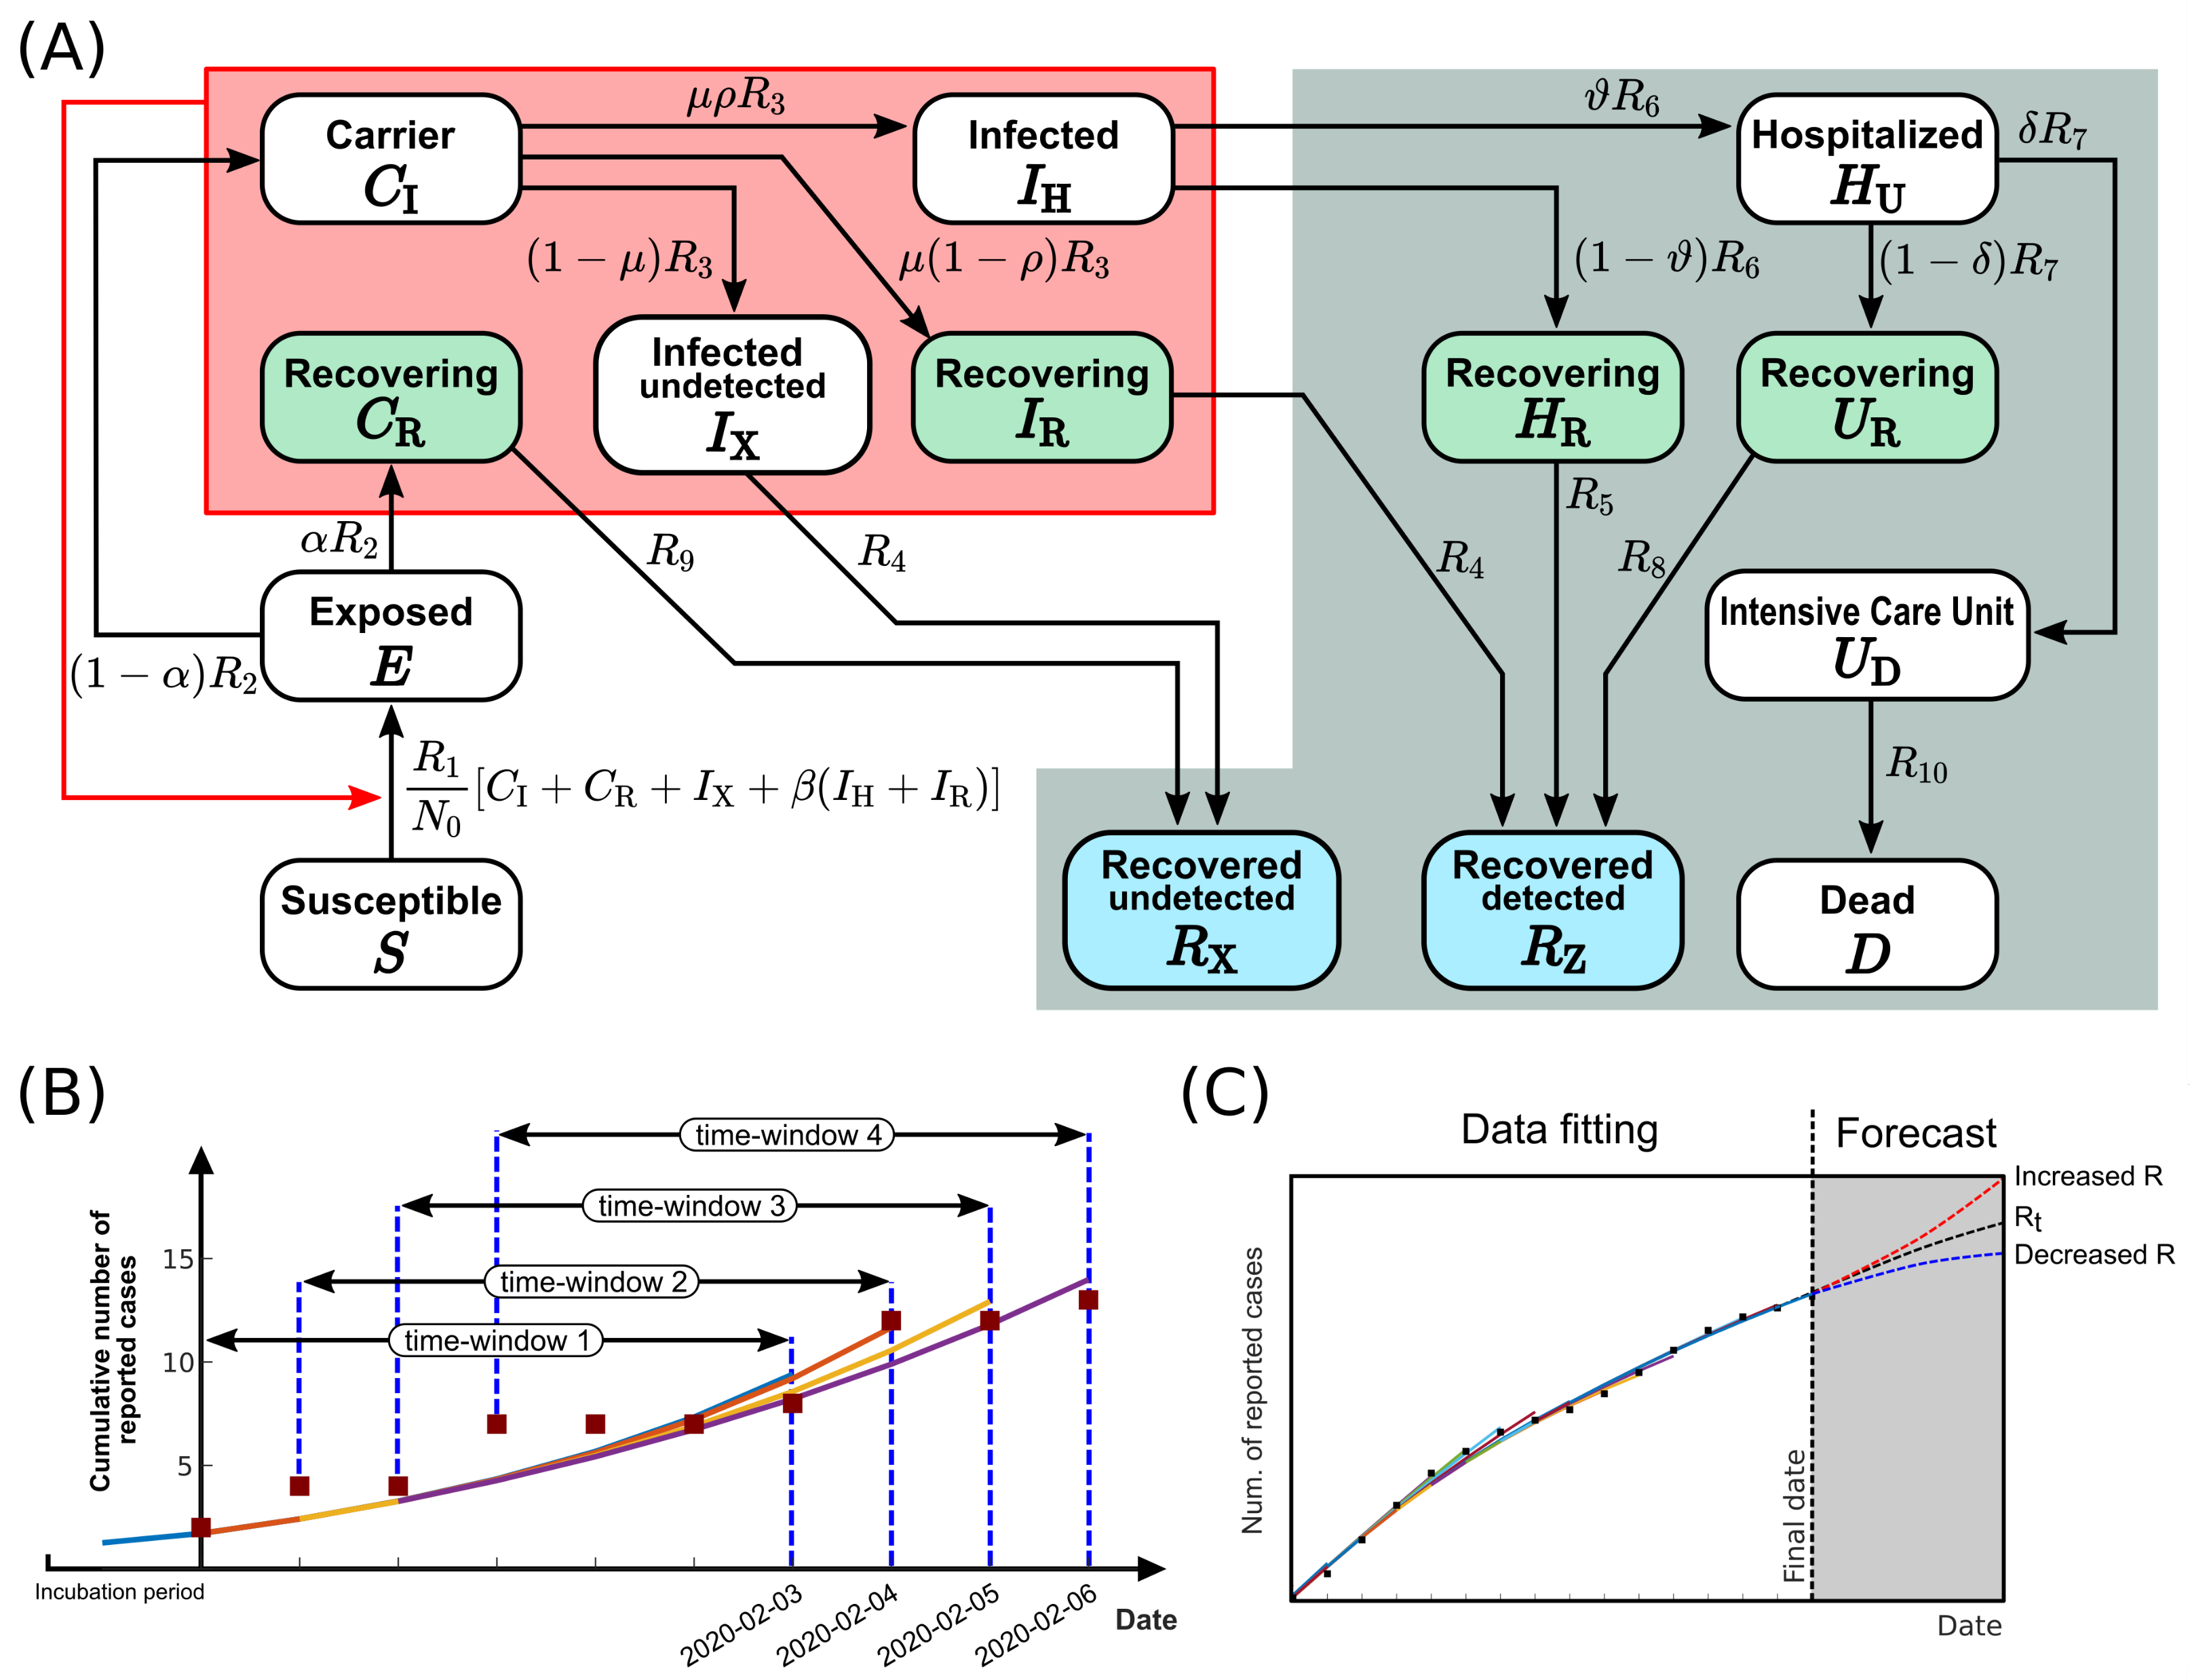 (A)
Carrier
C_I
μρR_3
Infected
I_H
ϑR_6
Hospitalized
H_U
δR_7
(1 − μ)R_3
μ(1 − ρ)R_3
(1 − ϑ)R_6
(1 − δ)R_7
Recovering
C_R
Infected
undetected
I_X
Recovering
I_R
Recovering
H_R
Recovering
U_R
αR_2
R_9
R_4
R_4
R_5
R_8
Exposed
E
(1 − α)R_2
Intensive Care Unit
U_D
R_1/N_0 [C_I + C_R + I_X + β(I_H + I_R)]
R_10
Susceptible
S
Recovered
undetected
R_X
Recovered
detected
R_Z
Dead
D
(B)
time-window 4
time-window 3
time-window 2
time-window 1
Cumulative number of
reported cases
15
10
5
Incubation period
2020-02-03
2020-02-04
2020-02-05
2020-02-06
Date
(C)
Data fitting
Forecast
Increased R
R_t
Decreased R
Num. of reported cases
Final date
Date